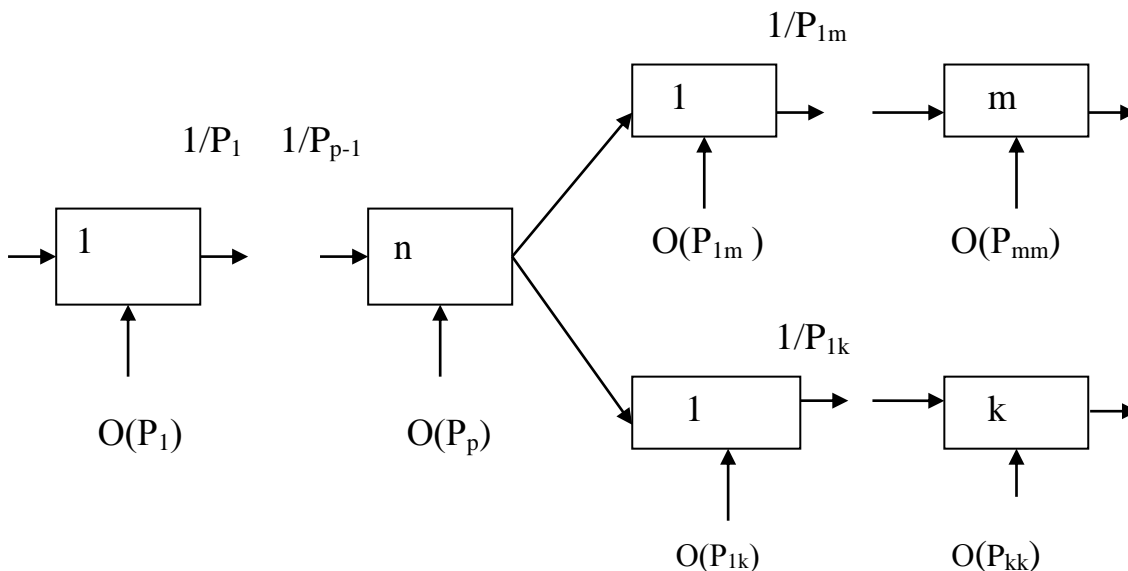 1/P₁ₘ
1
m
1/P₁
1/Pₚ₋₁
1
n
O(P₁ₘ )
O(Pₘₘ)
1/P₁ₖ
1
k
O(P₁)
O(Pₚ)
O(P₁ₖ)
O(Pₖₖ)